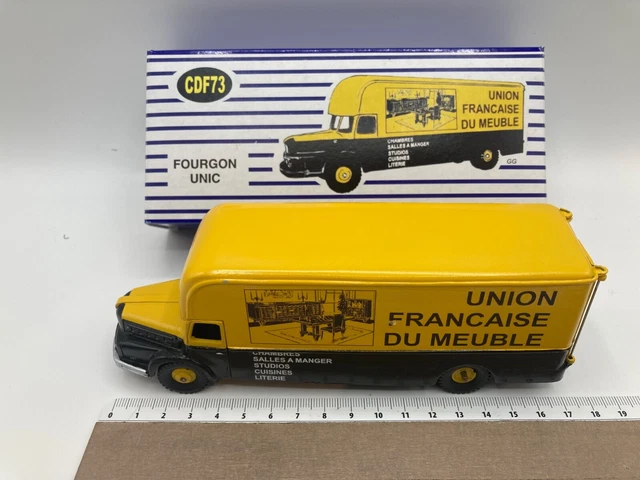 CDF73
FOURGON
UNIC
UNION
FRANCAISE
DU MEUBLE
CHAMBRES
SALLES A MANGER
STUDIOS
CUISINES
LITERIE
GG
UNION
FRANCAISE
DU MEUBLE
CHAMBRES
SALLES A MANGER
STUDIOS
CUISINES
LITERIE
0 1 2 3 4 5 6 7 8 9 10 11 12 13 14 15 16 17 18 19